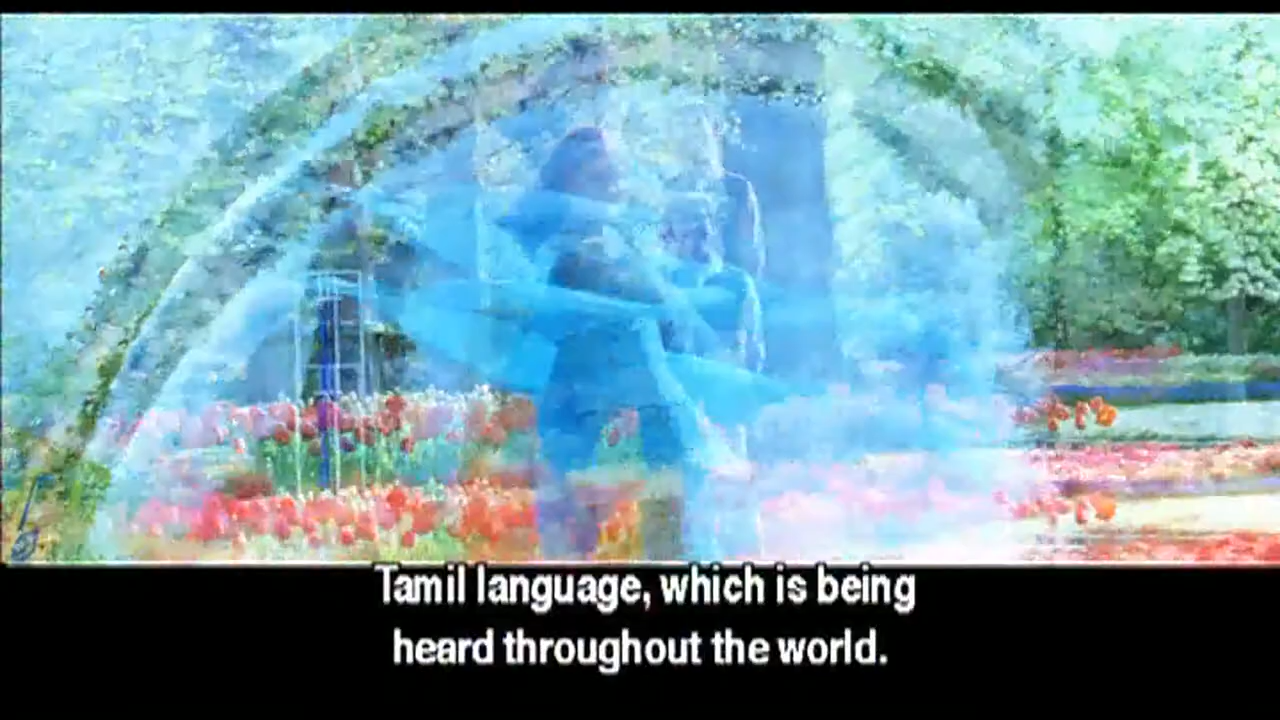 Tamil language, which is being
heard throughout the world.